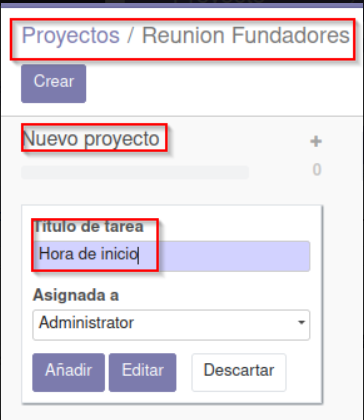 Proyectos / Reunion Fundadores
Crear
Nuevo proyecto +
0
Título de tarea
Hora de inicio
Asignada a
Administrator
Añadir Editar Descartar